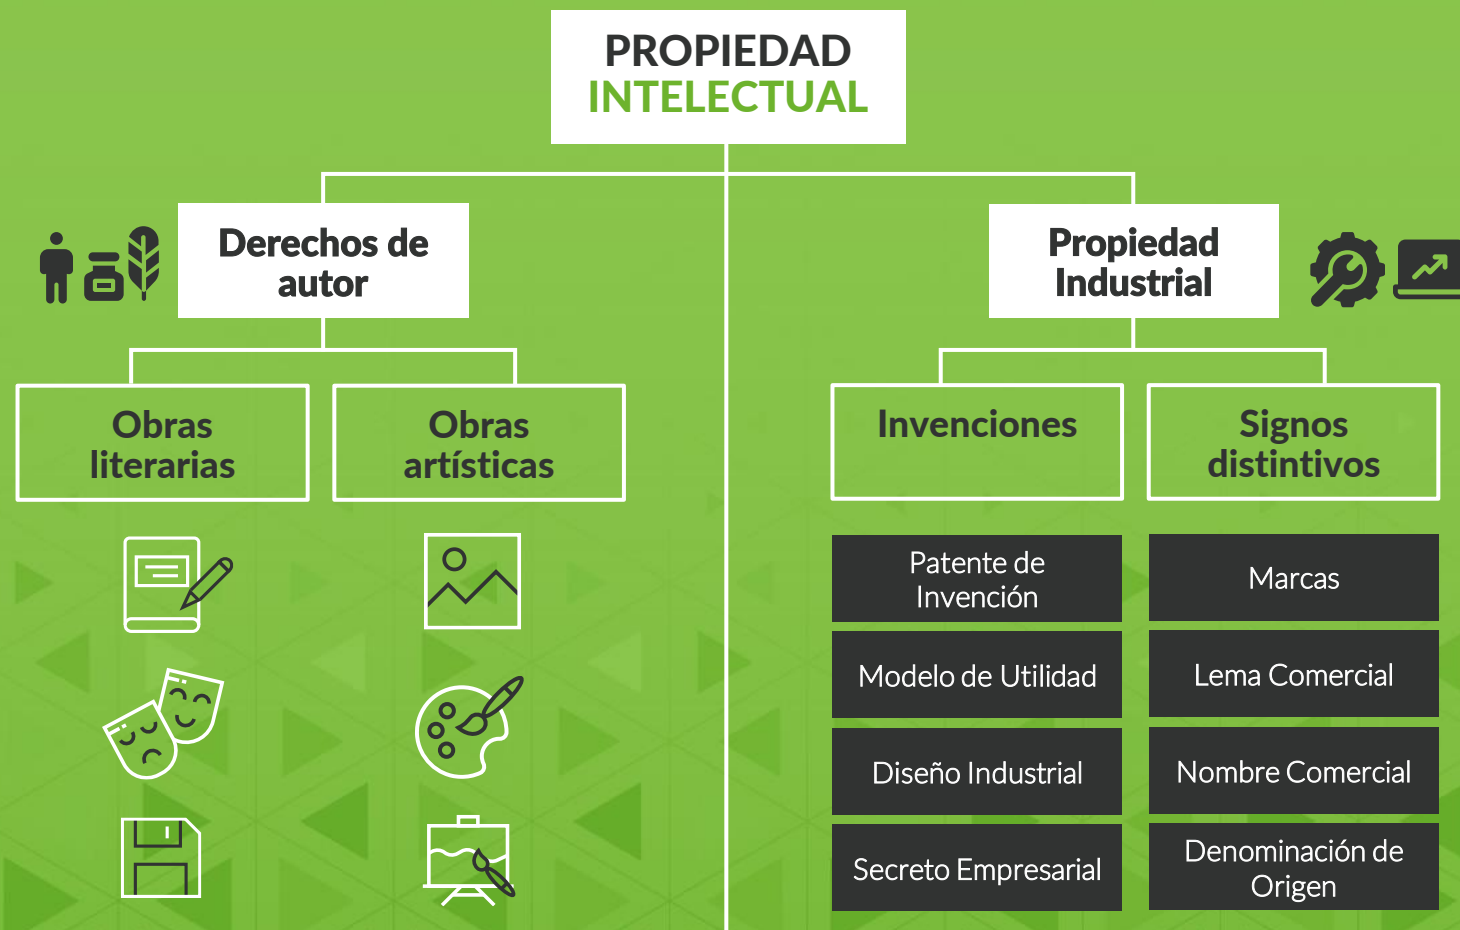 PROPIEDAD
INTELECTUAL
Derechos de
autor
Propiedad
Industrial
Obras
literarias
Obras
artísticas
Invenciones
Signos
distintivos
Patente de
Invención
Marcas
Modelo de Utilidad
Lema Comercial
Diseño Industrial
Nombre Comercial
Secreto Empresarial
Denominación de
Origen